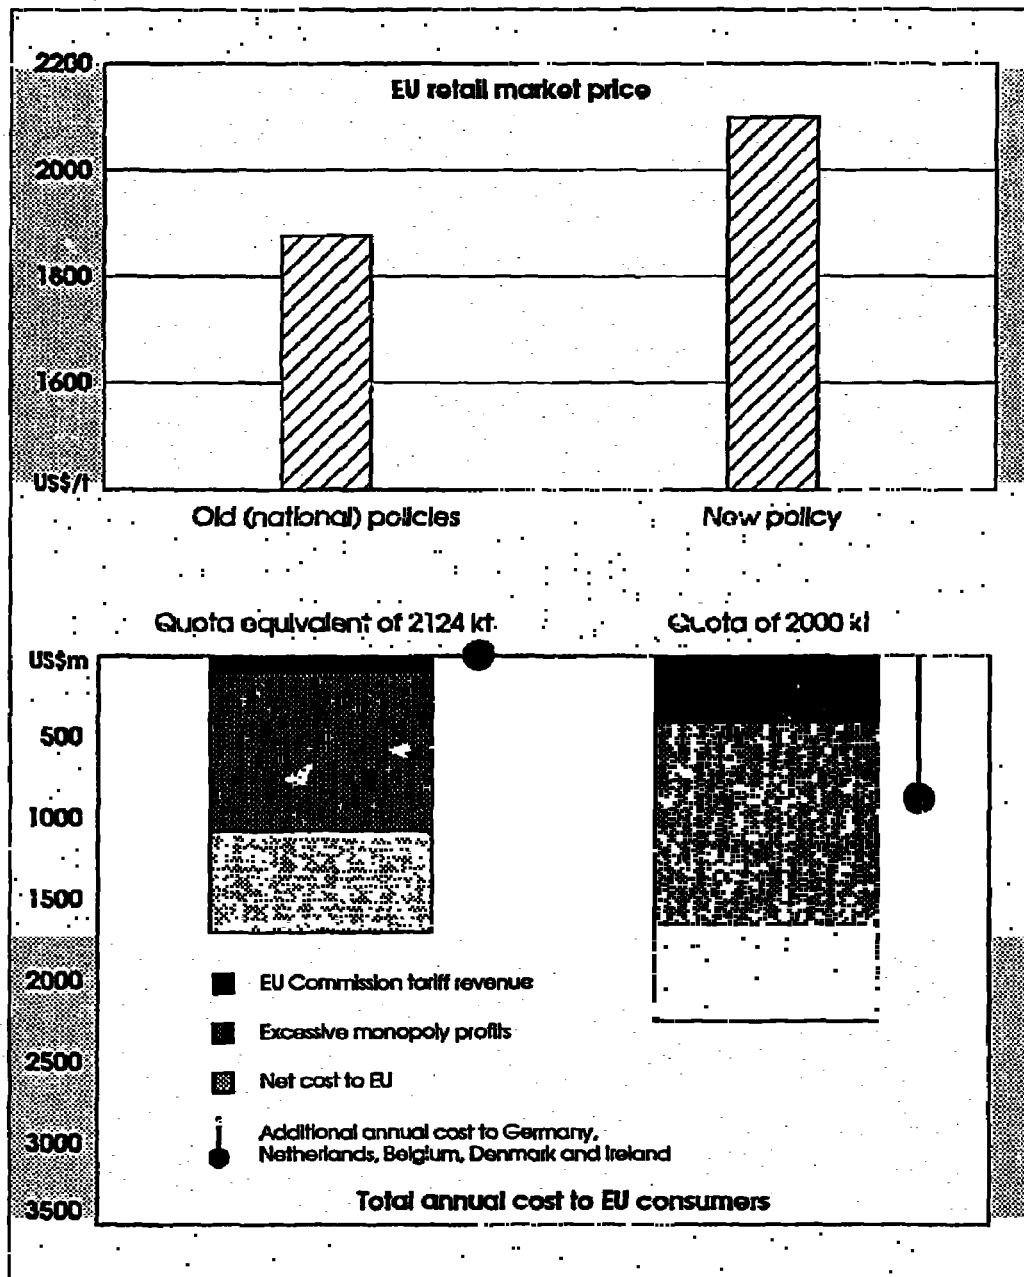 2200
EU retail market price
2000
1800
1600
US$/t
Old (national) policies
New policy
Quota equivalent of 2124 kt
Quota of 2000 kt
US$m
500
1000
1500
2000
2500
3000
3500
EU Commission tariff revenue
Excessive monopoly profits
Net cost to EU
Additional annual cost to Germany,
Netherlands, Belgium, Denmark and Ireland
Total annual cost to EU consumers